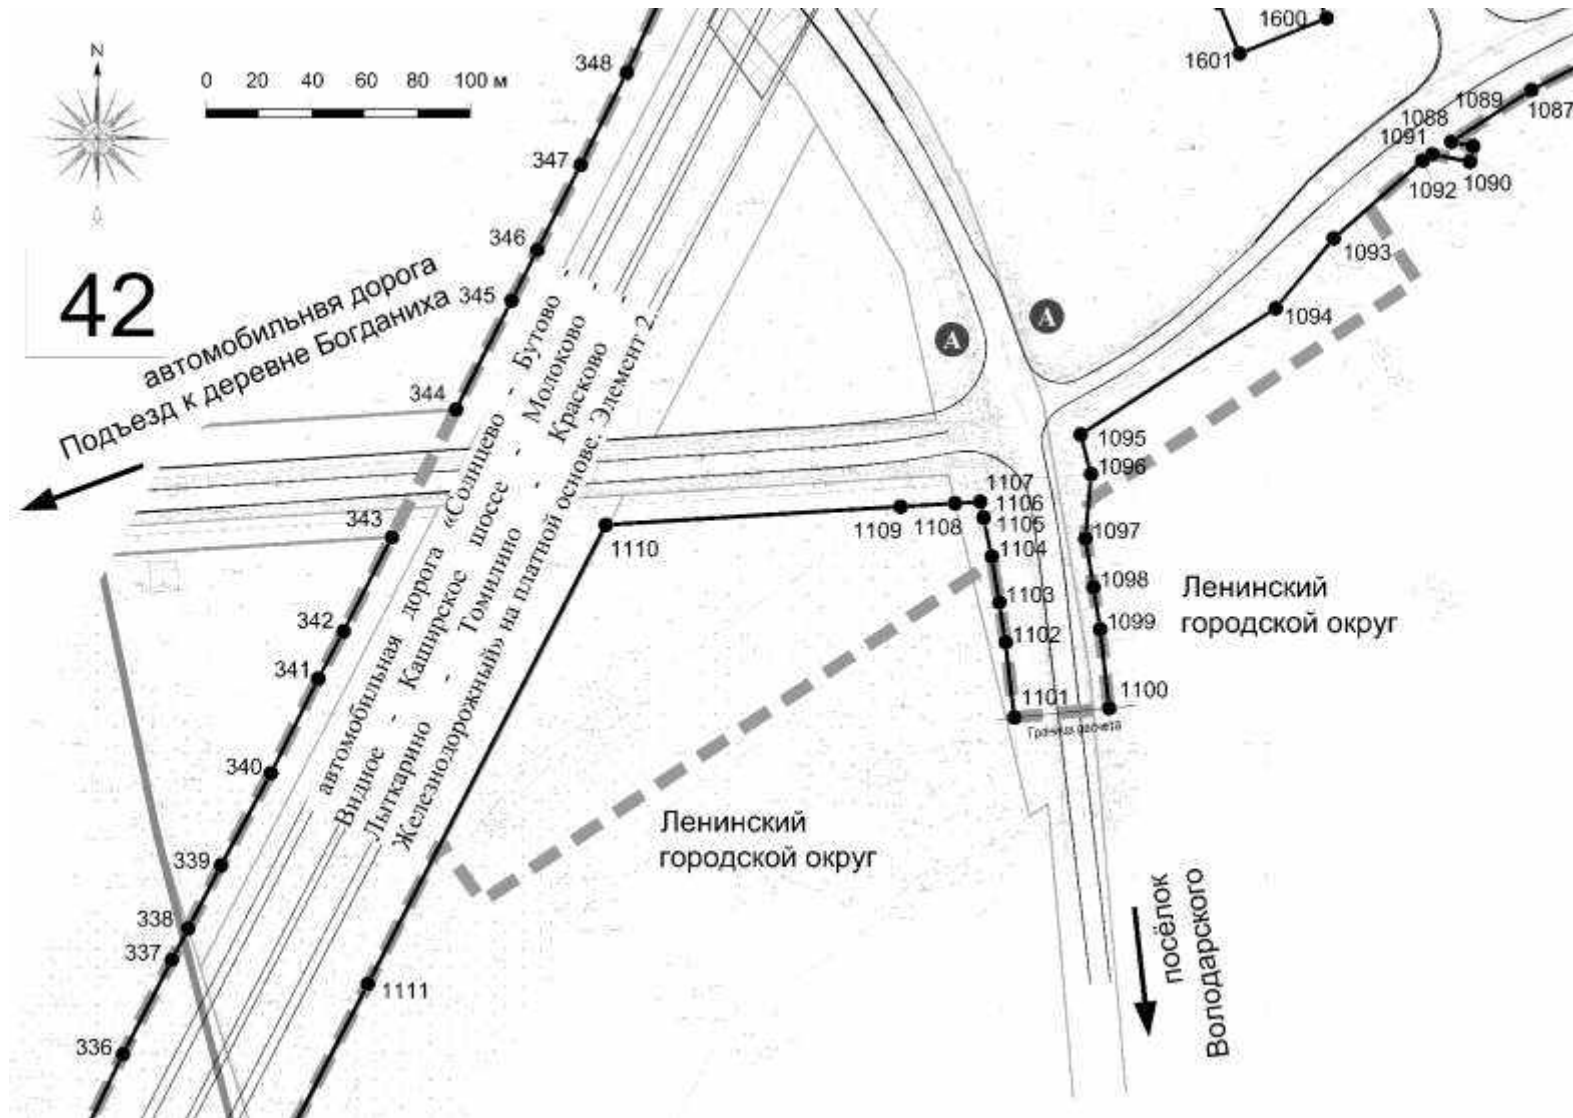 N
0 20 40 60 80 100 м
42
автомобильная дорога
Подъезд к деревне Богданиха
348
347
346
345
344
343
342
341
340
339
338
337
336
1600
1601
1087
1089
1088
1091
1090
1092
1093
1094
1095
1096
1097
1098
1099
1100
1101
1102
1103
1104
1105
1106
1107
1108
1109
1110
1111
A
A
автомобильная дорога «Солнцево - Бутово -
Видное - Каширское шоссе - Молоково -
Лыткарино - Томилино - Красково -
Железнодорожный» на платной основе. Элемент 2
Ленинский
городской округ
Ленинский
городской округ
Граница расчета
посёлок
Володарского